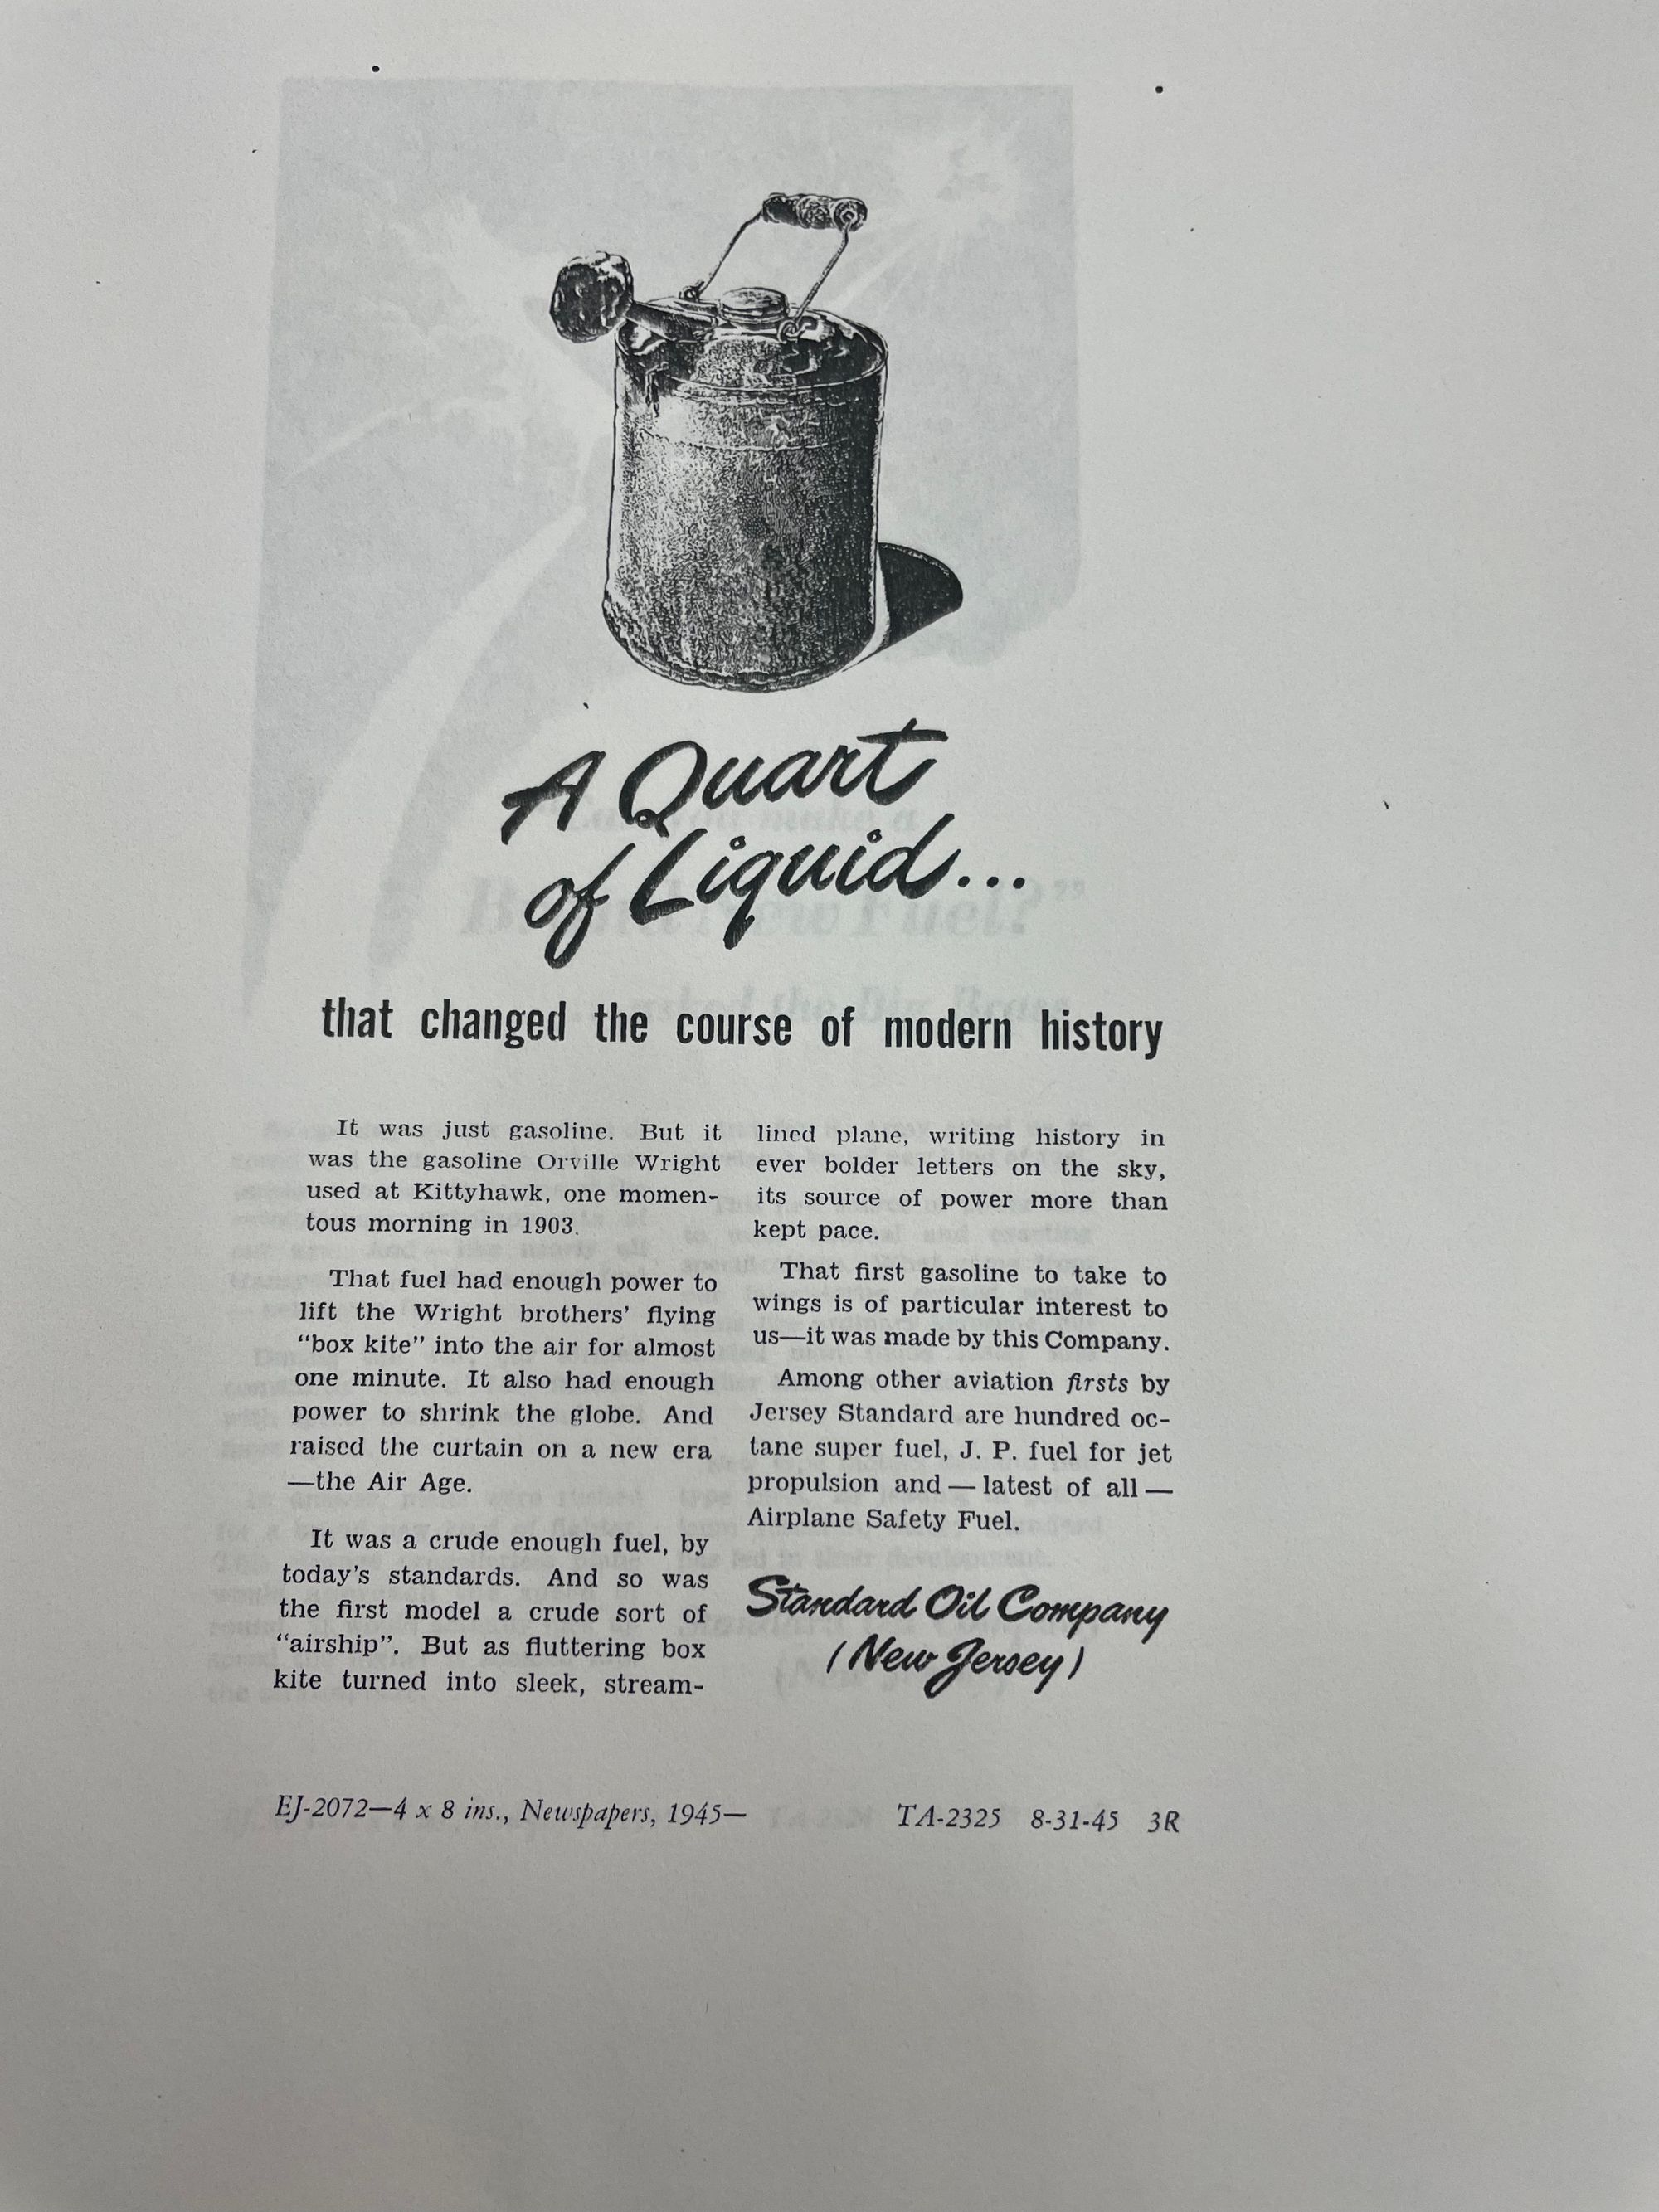 A Quart
of Liquid...
that changed the course of modern history
It was just gasoline. But it
was the gasoline Orville Wright
used at Kittyhawk, one momen-
tous morning in 1903.
That fuel had enough power to
lift the Wright brothers' flying
"box kite" into the air for almost
one minute. It also had enough
power to shrink the globe. And
raised the curtain on a new era
—the Air Age.
It was a crude enough fuel, by
today's standards. And so was
the first model a crude sort of
"airship". But as fluttering box
kite turned into sleek, stream-
lined plane, writing history in
ever bolder letters on the sky,
its source of power more than
kept pace.
That first gasoline to take to
wings is of particular interest to
us—it was made by this Company.
Among other aviation firsts by
Jersey Standard are hundred oc-
tane super fuel, J. P. fuel for jet
propulsion and — latest of all —
Airplane Safety Fuel.
Standard Oil Company
(New Jersey)
EJ-2072—4 x 8 ins., Newspapers, 1945— TA-2325 8-31-45 3R